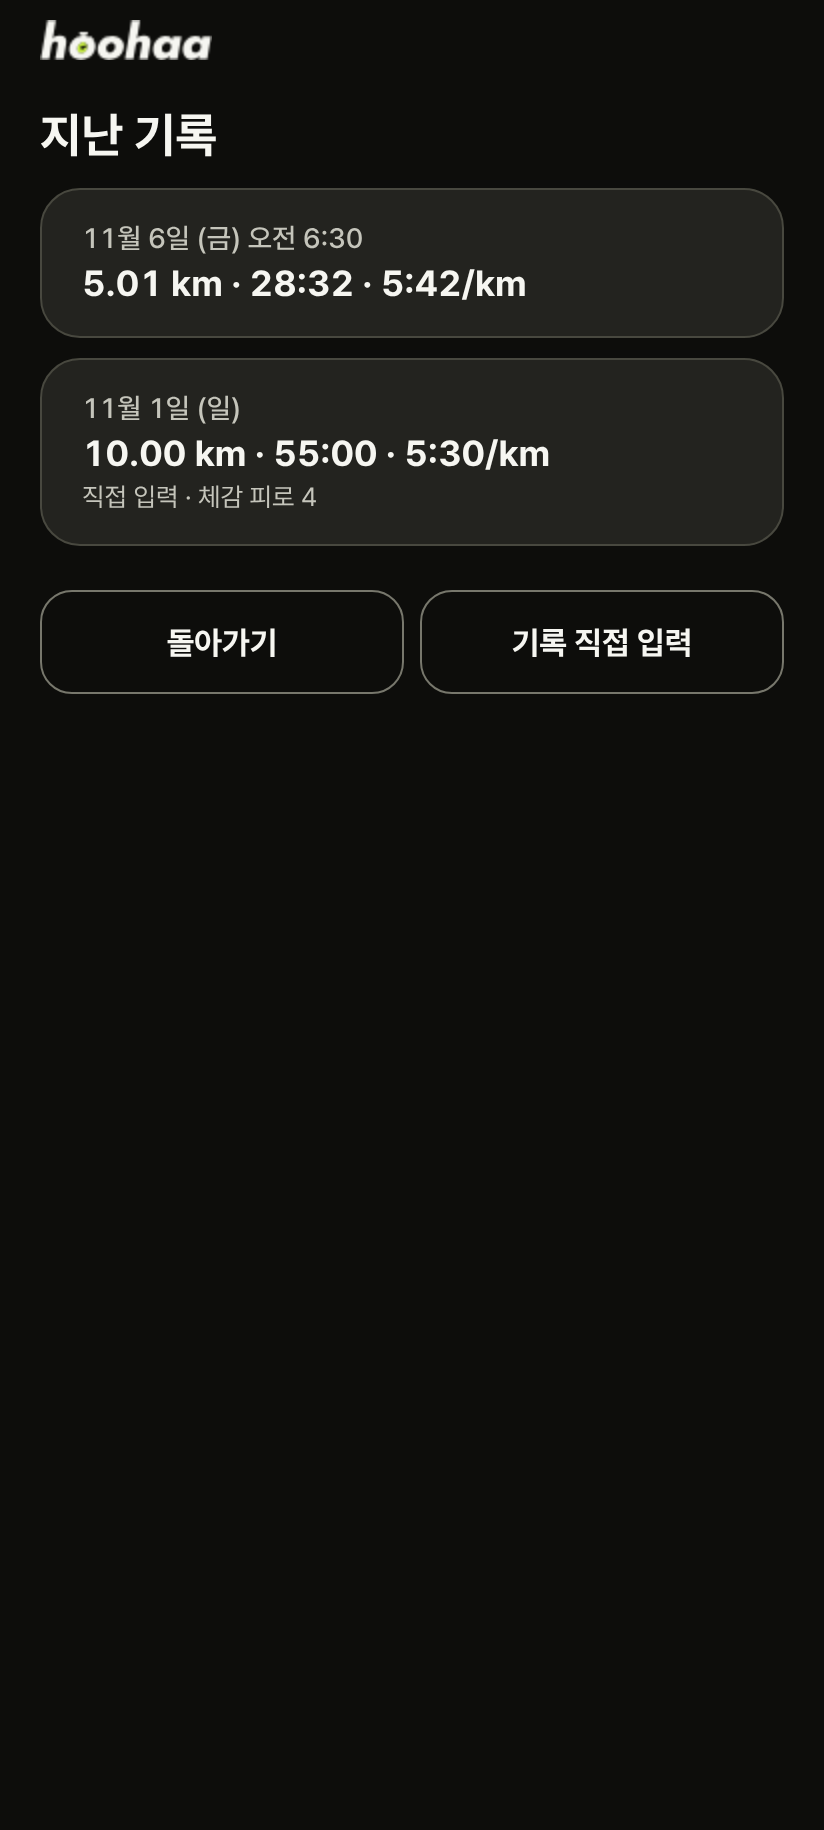 hoohaa
지난 기록
11월 6일 (금) 오전 6:30
5.01 km · 28:32 · 5:42/km
11월 1일 (일)
10.00 km · 55:00 · 5:30/km
직접 입력 · 체감 피로 4
돌아가기
기록 직접 입력